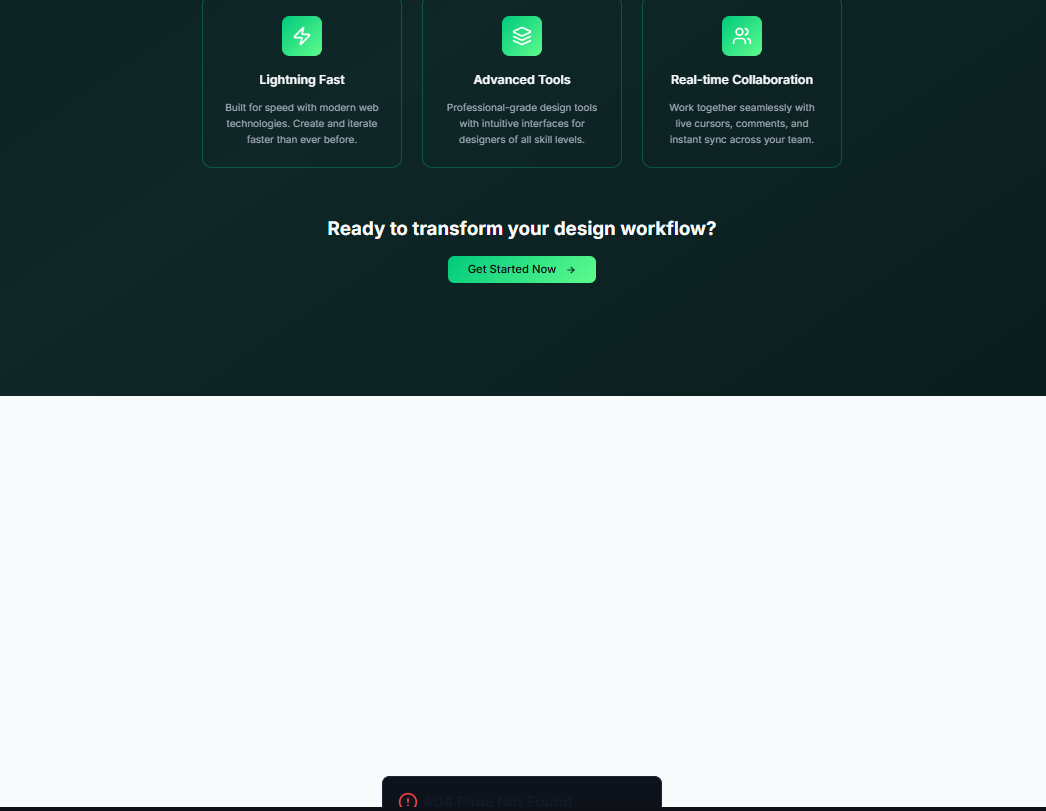 Lightning Fast
Built for speed with modern web
technologies. Create and iterate
faster than ever before.
Advanced Tools
Professional-grade design tools
with intuitive interfaces for
designers of all skill levels.
Real-time Collaboration
Work together seamlessly with
live cursors, comments, and
instant sync across your team.
Ready to transform your design workflow?
Get Started Now
404 Page Not Found